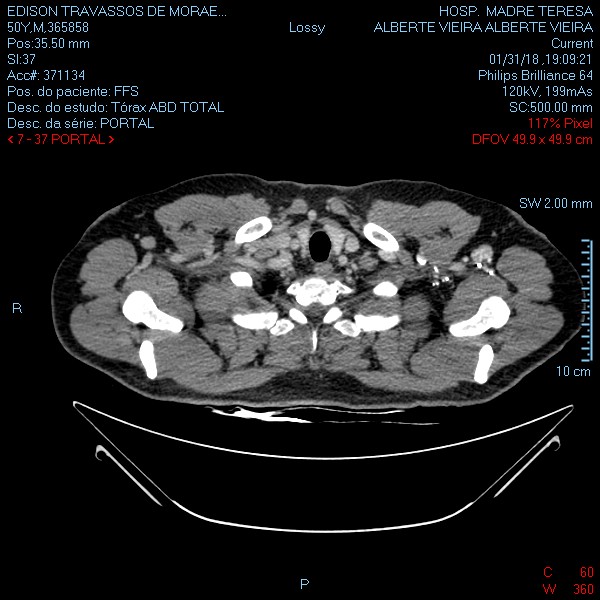 EDISON TRAVASSOS DE MORAE...
50Y,M,365858
Pos:35.50 mm
SI:37
Acc#: 371134
Pos. do paciente: FFS
Desc. do estudo: Tórax ABD TOTAL
Desc. da série: PORTAL
< 7 - 37 PORTAL >
Lossy
HOSP. MADRE TERESA
ALBERTE VIEIRA ALBERTE VIEIRA
Current
01/31/18 ,19:09:21
Philips Brilliance 64
120kV, 199mAs
SC:500.00 mm
117% Pixel
DFOV 49.9 x 49.9 cm
SW 2.00 mm
R
10 cm
P
C 60
W 360